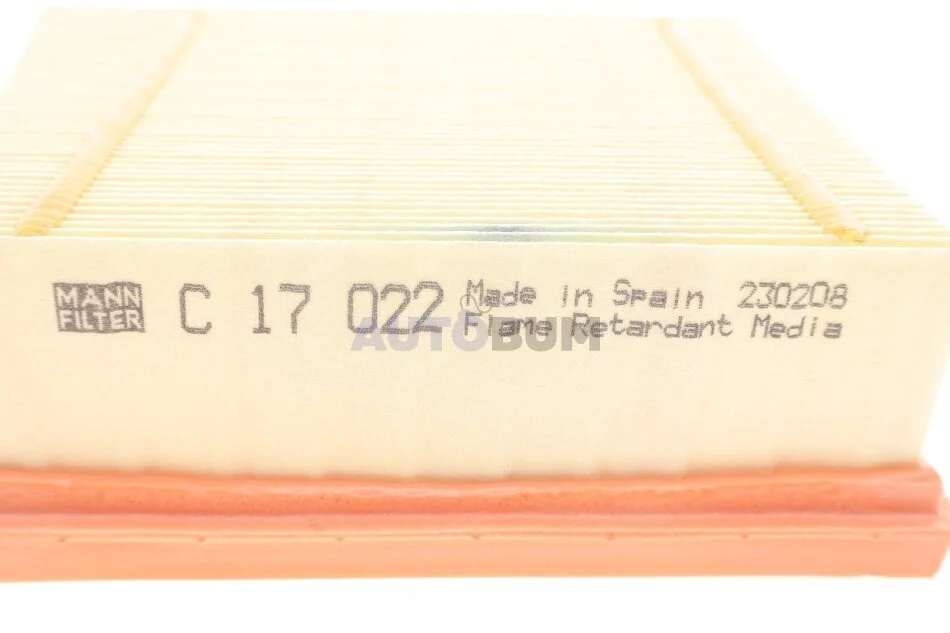 MANN
FILTER
C 17 022
Made in Spain 230208
Flame Retardant Media
AUTOBUM